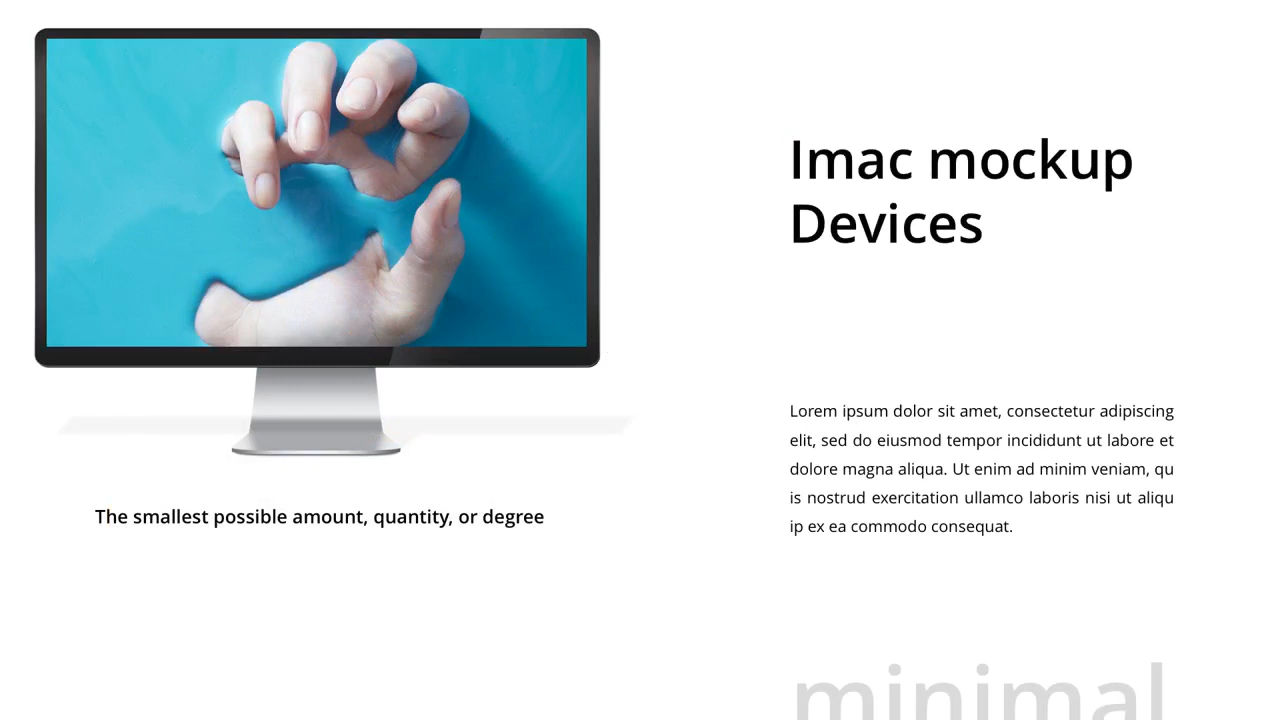 Imac mockup
Devices
Lorem ipsum dolor sit amet, consectetur adipiscing
elit, sed do eiusmod tempor incididunt ut labore et
dolore magna aliqua. Ut enim ad minim veniam, qu
is nostrud exercitation ullamco laboris nisi ut aliqu
ip ex ea commodo consequat.
The smallest possible amount, quantity, or degree
minimal